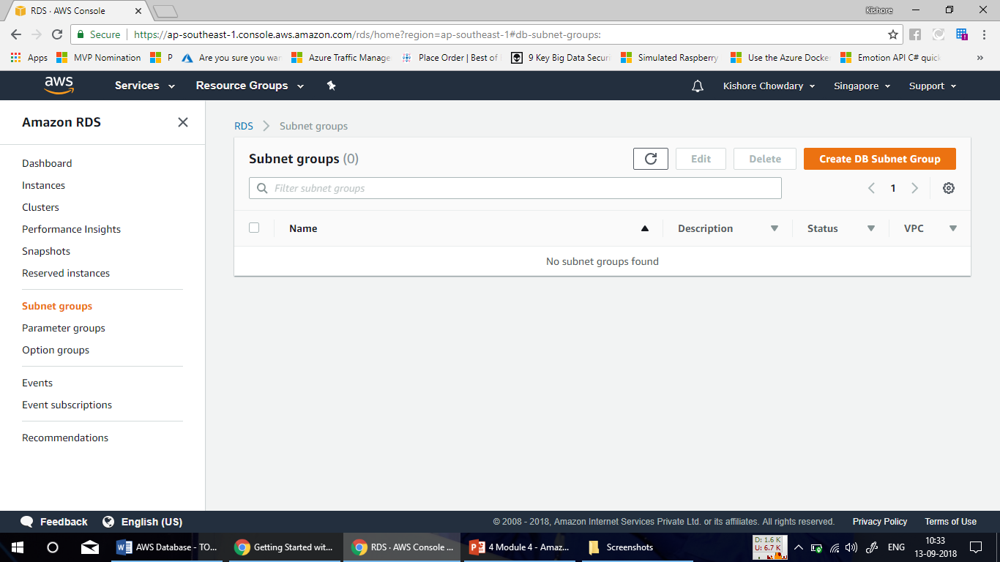 RDS · AWS Console
Kishore
Secure https://ap-southeast-1.console.aws.amazon.com/rds/home?region=ap-southeast-1#db-subnet-groups:
Apps MVP Nomination P Are you sure you wan Azure Traffic Manage Place Order | Best of 9 Key Big Data Securi Simulated Raspberry Use the Azure Docke Emotion API C# quick »
aws Services Resource Groups Kishore Chowdary Singapore Support
Amazon RDS
Dashboard
Instances
Clusters
Performance Insights
Snapshots
Reserved instances
Subnet groups
Parameter groups
Option groups
Events
Event subscriptions
Recommendations
RDS Subnet groups
Subnet groups (0) Edit Delete Create DB Subnet Group
Filter subnet groups 1
Name Description Status VPC
No subnet groups found
Feedback English (US) © 2008 - 2018, Amazon Internet Services Private Ltd. or its affiliates. All rights reserved. Privacy Policy Terms of Use
AWS Database - TO... Getting Started wit... RDS · AWS Console ... 4 Module 4 - Amaz... Screenshots
D: 1.6 K
U: 6.7 K
ENG
10:33
13-09-2018